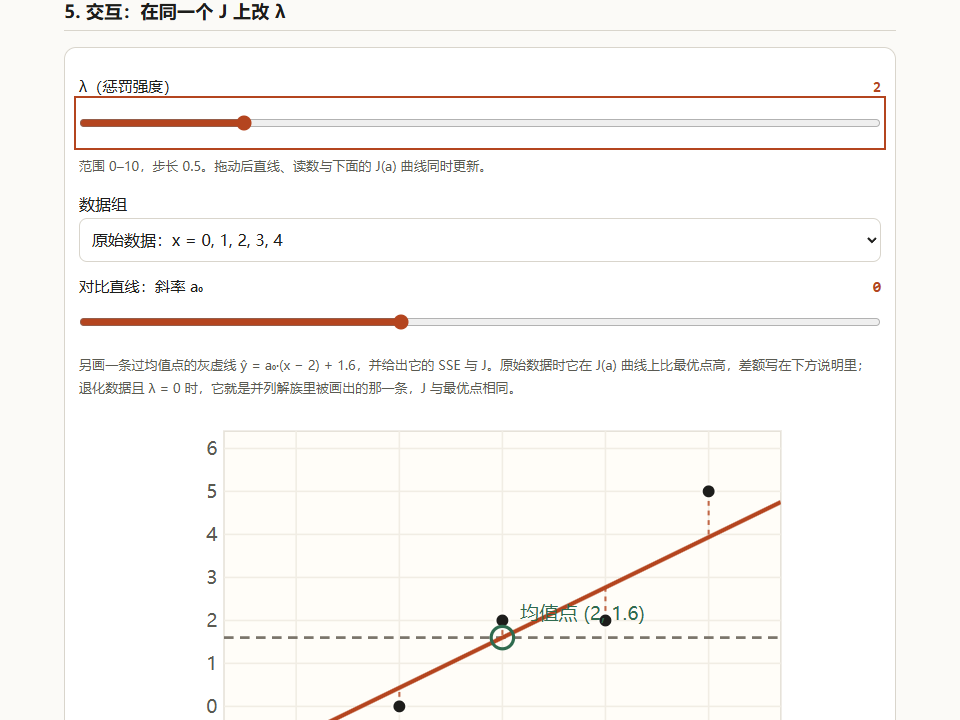 5. 交互：在同一个 J 上改 λ
λ（惩罚强度）
2
范围 0–10，步长 0.5。拖动后直线、读数与下面的 J(a) 曲线同时更新。
数据组
原始数据：x = 0, 1, 2, 3, 4
对比直线：斜率 a₀
0
另画一条过均值点的灰虚线 ŷ = a₀·(x − 2) + 1.6，并给出它的 SSE 与 J。原始数据时它在 J(a) 曲线上比最优点高，差额写在下方说明里；
退化数据且 λ = 0 时，它就是并列解族里被画出的那一条，J 与最优点相同。
6
5
4
3
2
均值点 (2, 1.6)
1
0